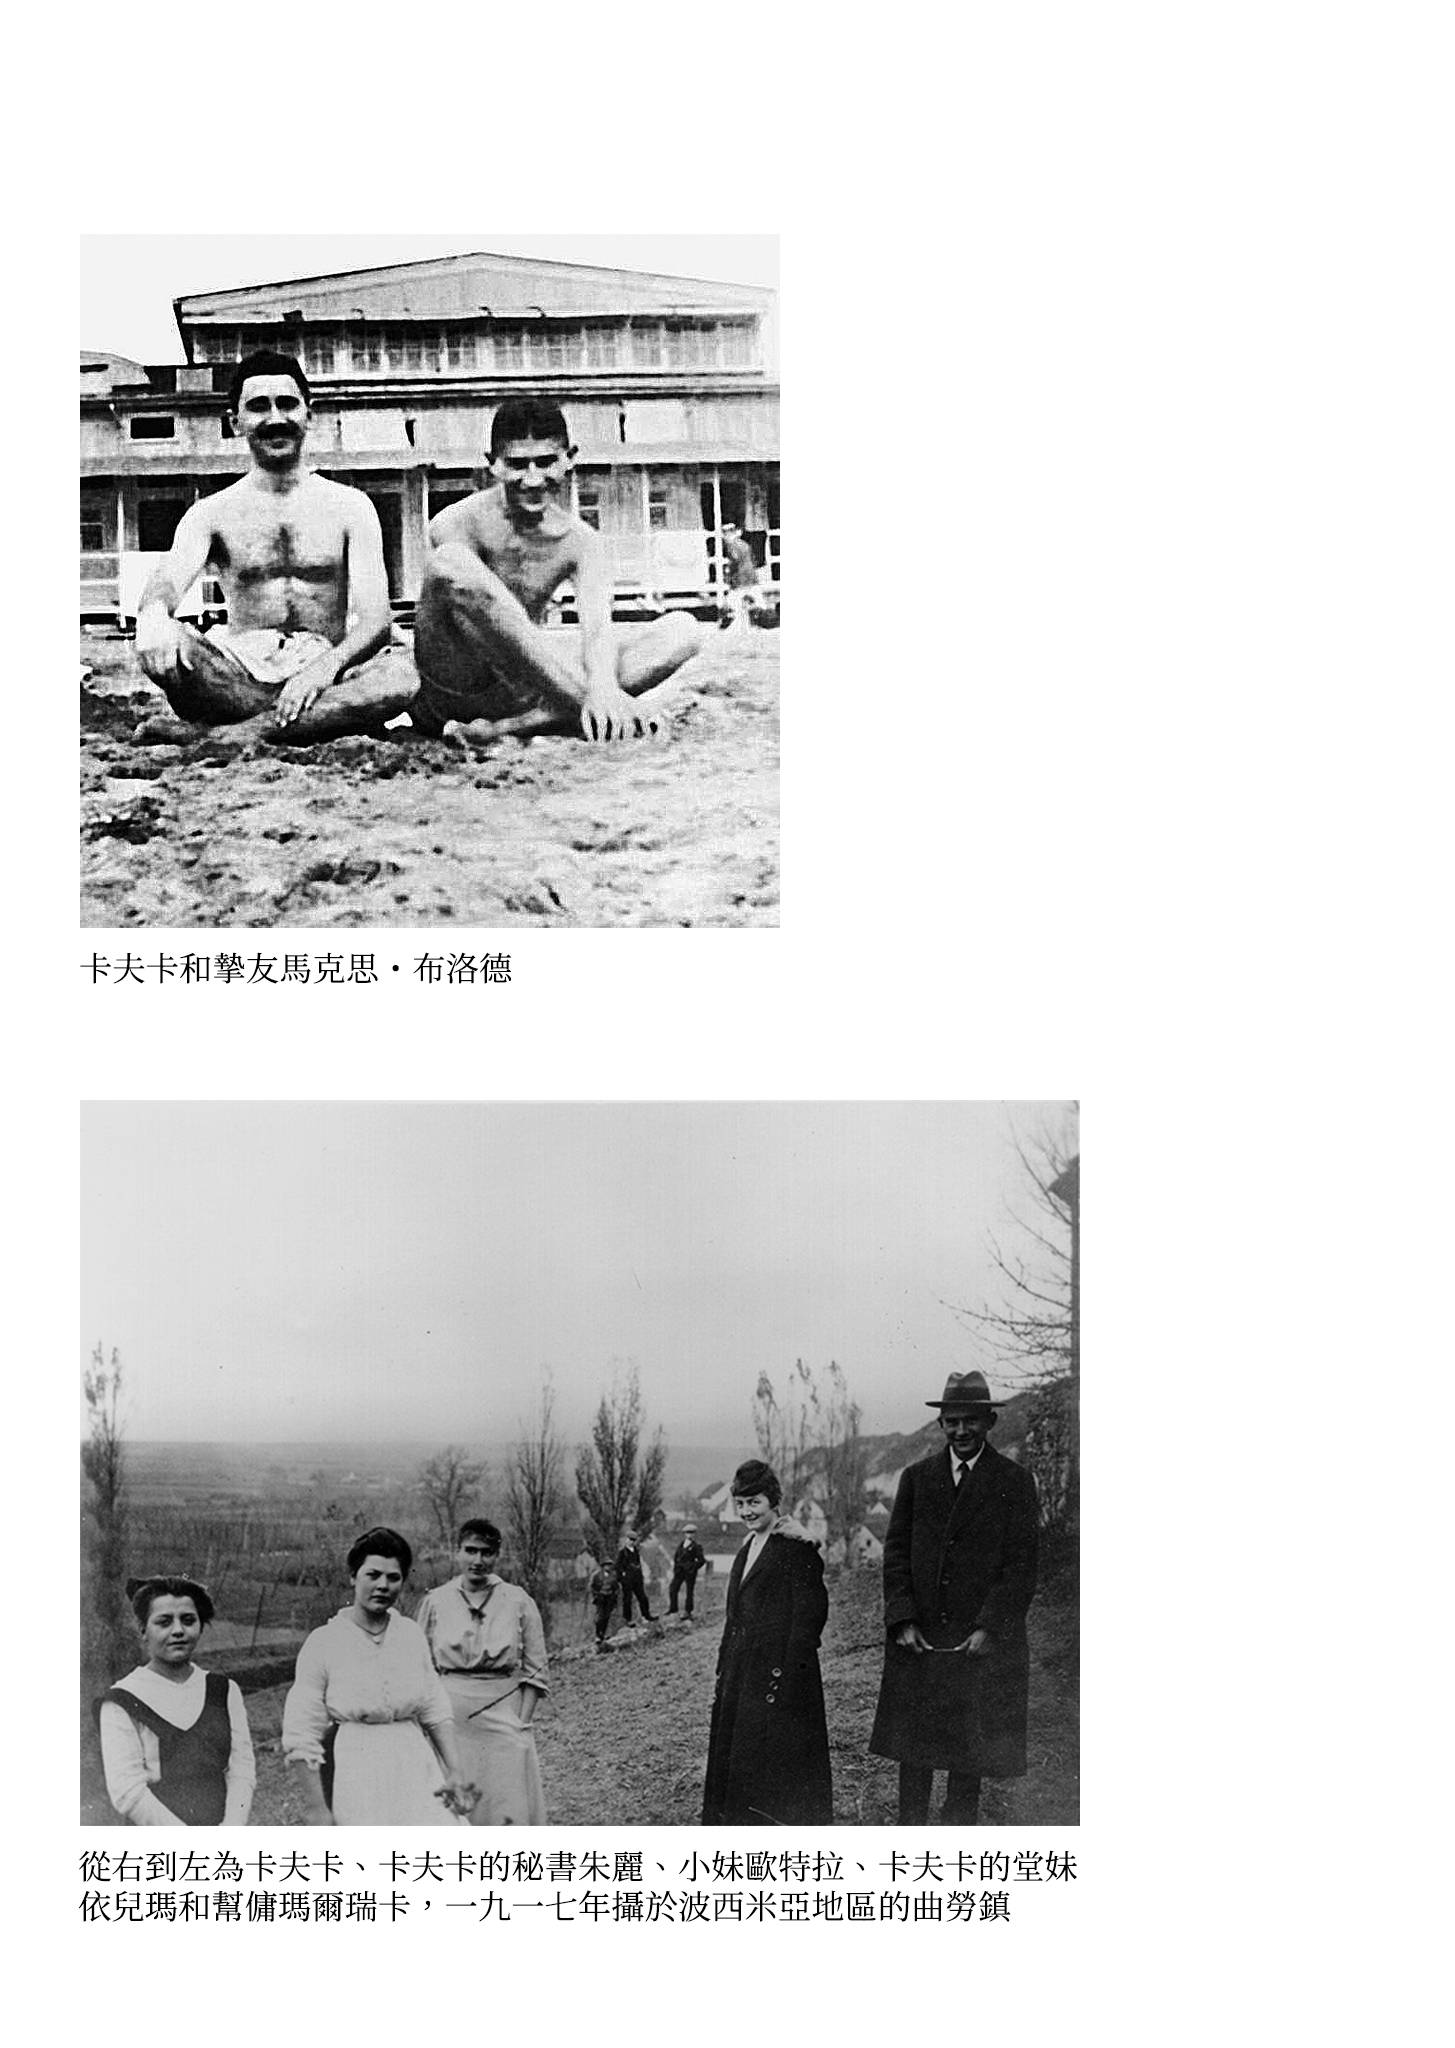 卡夫卡和摯友馬克思・布洛德
從右到左為卡夫卡、卡夫卡的秘書朱麗、小妹歐特拉、卡夫卡的堂妹
依兒瑪和幫傭瑪爾瑞卡，一九一七年攝於波西米亞地區的曲勞鎮